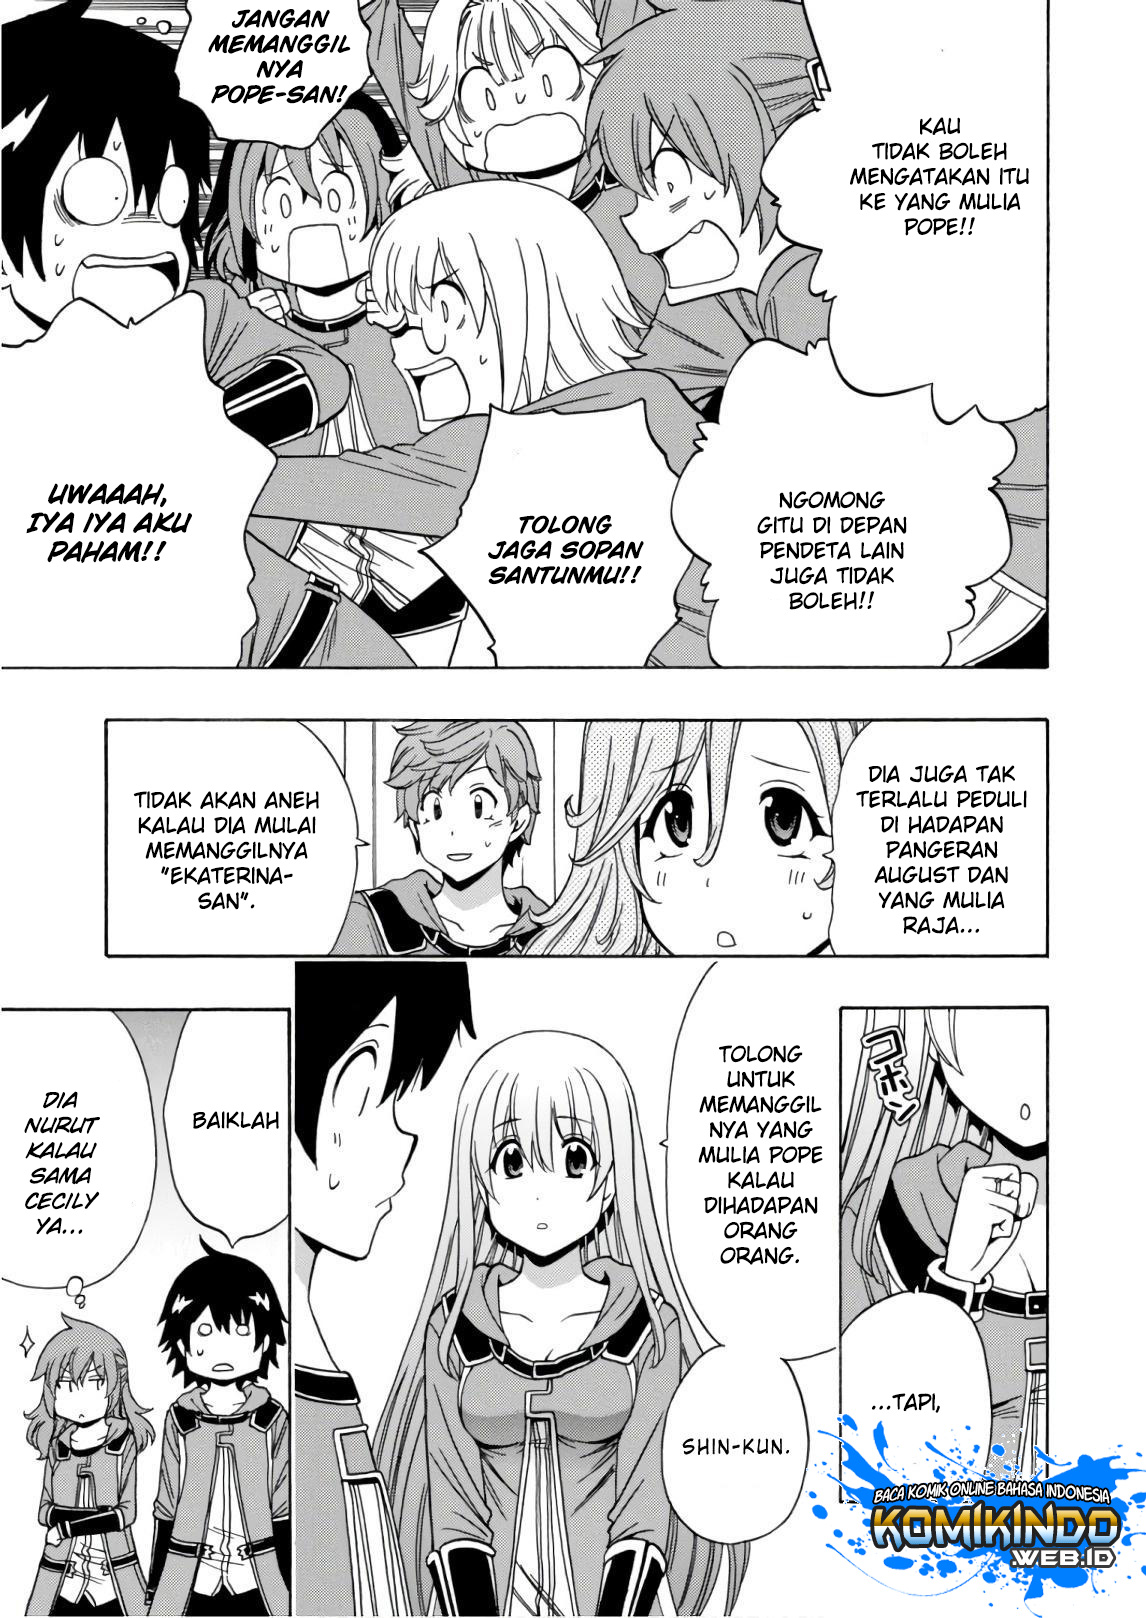 KAU
TIDAK BOLEH
MENGATAKAN ITU
KE YANG MULIA
POPE!!
JANGAN
MEMANGGIL
NYA
POPE-SAN!
NGOMONG
GITU DI DEPAN
PENDETA LAIN
JUGA TIDAK
BOLEH!!
TOLONG
JAGA SOPAN
SANTUNMU!!
UWAAAH,
IYA IYA AKU
PAHAM!!
DIA JUGA TAK
TERLALU PEDULI
DI HADAPAN
PANGERAN
AUGUST DAN
YANG MULIA
RAJA...
TIDAK AKAN ANEH
KALAU DIA MULAI
MEMANGGILNYA
"EKATERINA-
SAN".
コホン
...TAPI,
SHIN-KUN.
TOLONG
UNTUK
MEMANGGIL
NYA YANG
MULIA POPE
KALAU
DIHADAPAN
ORANG
ORANG.
BAIKLAH
DIA
NURUT
KALAU
SAMA
CECILY
YA...
BACA KOMIK ONLINE BAHASA INDONESIA
KOMIKINDO
.WEB.ID